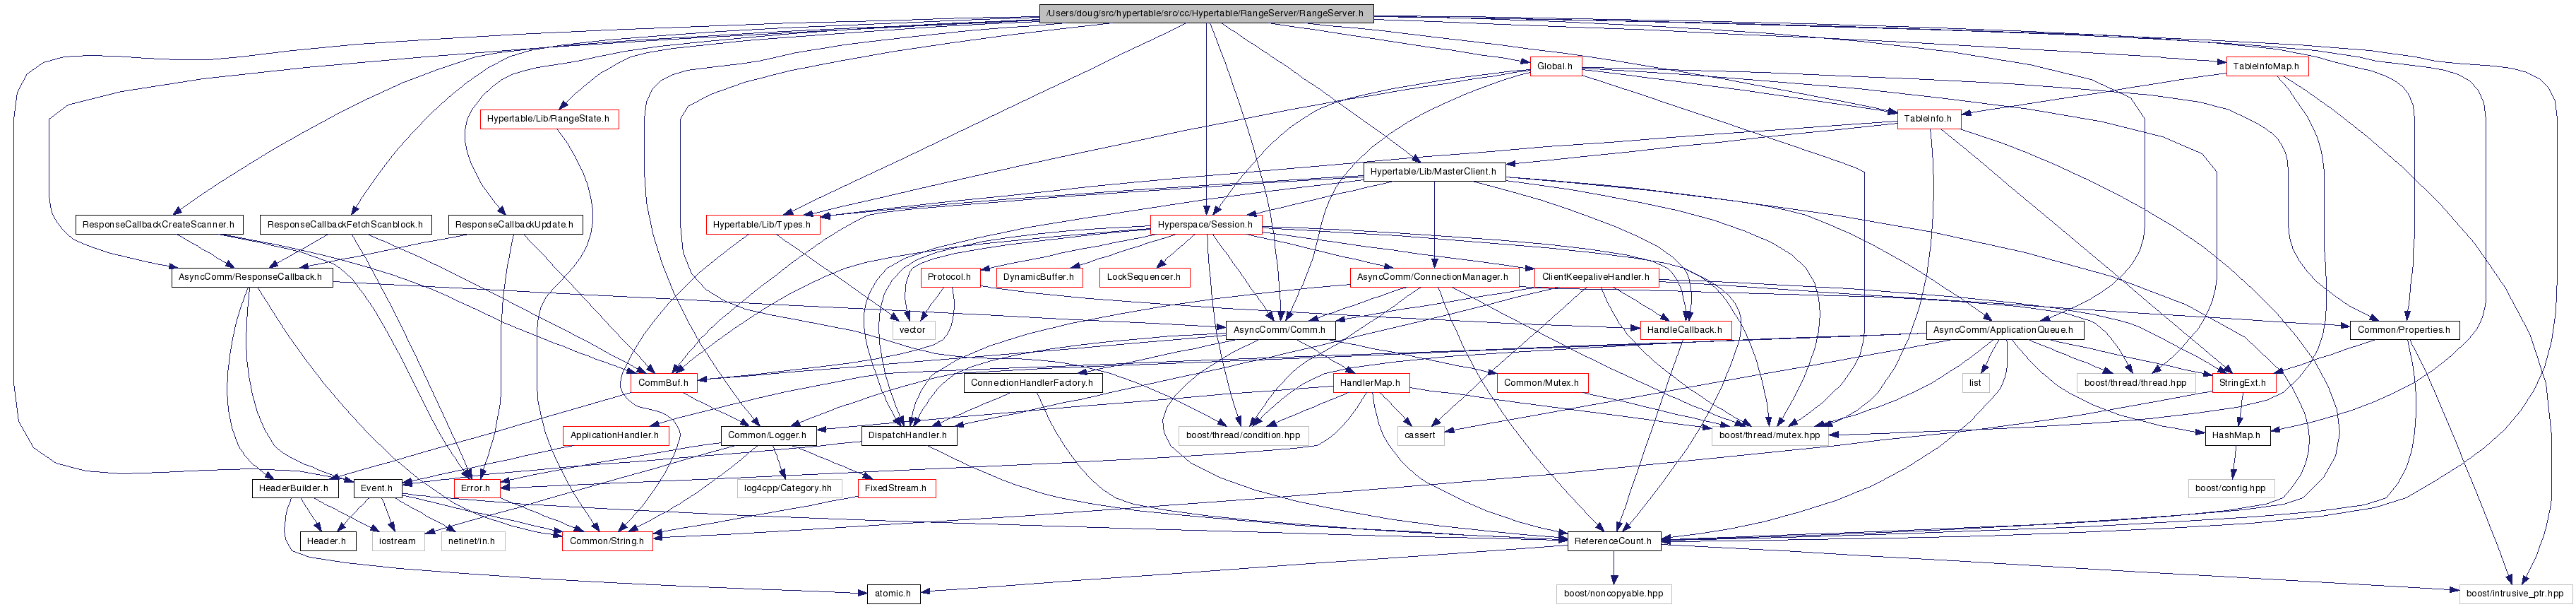 /Users/doug/src/hypertable/src/cc/Hypertable/RangeServer/RangeServer.h
Global.h
TableInfoMap.h
Hypertable/Lib/RangeState.h
TableInfo.h
Hypertable/Lib/MasterClient.h
ResponseCallbackCreateScanner.h
ResponseCallbackFetchScanblock.h
ResponseCallbackUpdate.h
Hypertable/Lib/Types.h
Hyperspace/Session.h
AsyncComm/ResponseCallback.h
Protocol.h
DynamicBuffer.h
LockSequencer.h
AsyncComm/ConnectionManager.h
ClientKeepaliveHandler.h
vector
AsyncComm/Comm.h
HandleCallback.h
AsyncComm/ApplicationQueue.h
Common/Properties.h
CommBuf.h
ConnectionHandlerFactory.h
HandlerMap.h
Common/Mutex.h
list
boost/thread/thread.hpp
StringExt.h
ApplicationHandler.h
Common/Logger.h
DispatchHandler.h
boost/thread/condition.hpp
cassert
boost/thread/mutex.hpp
HashMap.h
HeaderBuilder.h
Event.h
Error.h
log4cpp/Category.hh
FixedStream.h
boost/config.hpp
Header.h
iostream
netinet/in.h
Common/String.h
ReferenceCount.h
atomic.h
boost/noncopyable.hpp
boost/intrusive_ptr.hpp